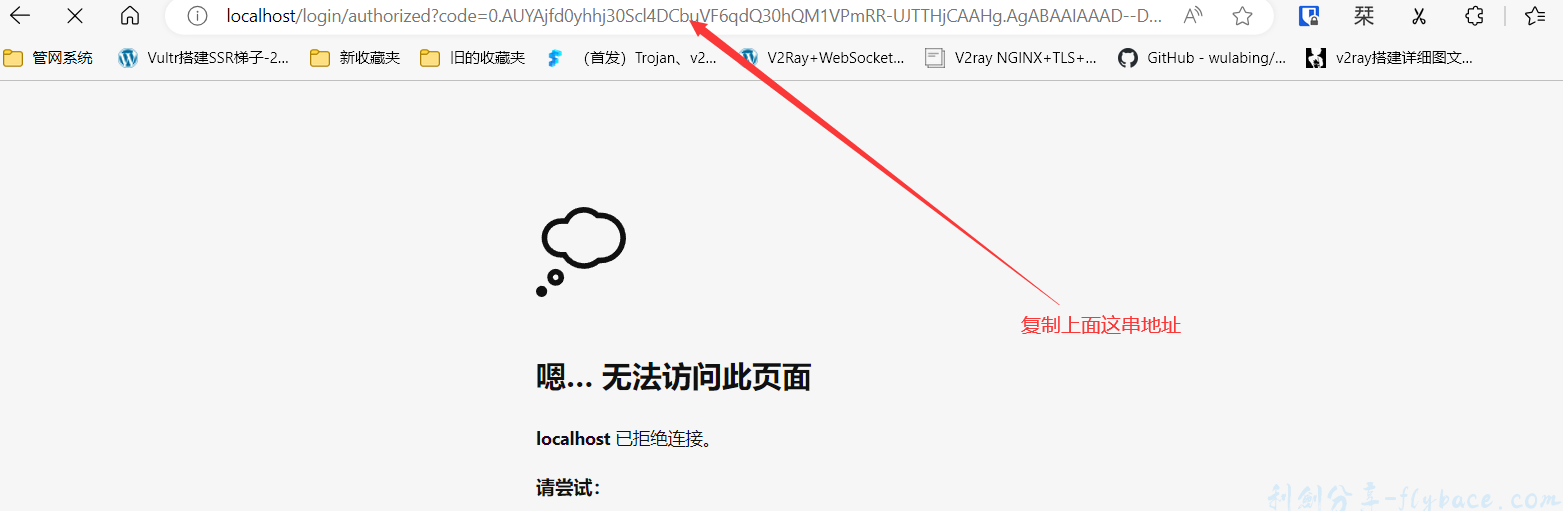 localhost/login/authorized?code=0.AUYAjfd0yhhj30Scl4DCbuVF6qdQ30hQM1VPmRR-UJTTHjCAAHg.AgABAAIAAAD--D...
管网系统 Vultr搭建SSR梯子-2... 新收藏夹 旧的收藏夹 （首发）Trojan、v2... V2Ray+WebSocket... V2ray NGINX+TLS+... GitHub - wulabing/... v2ray搭建详细图文...
复制上面这串地址
嗯... 无法访问此页面
localhost 已拒绝连接。
请尝试：
利剑分享-flybace.com